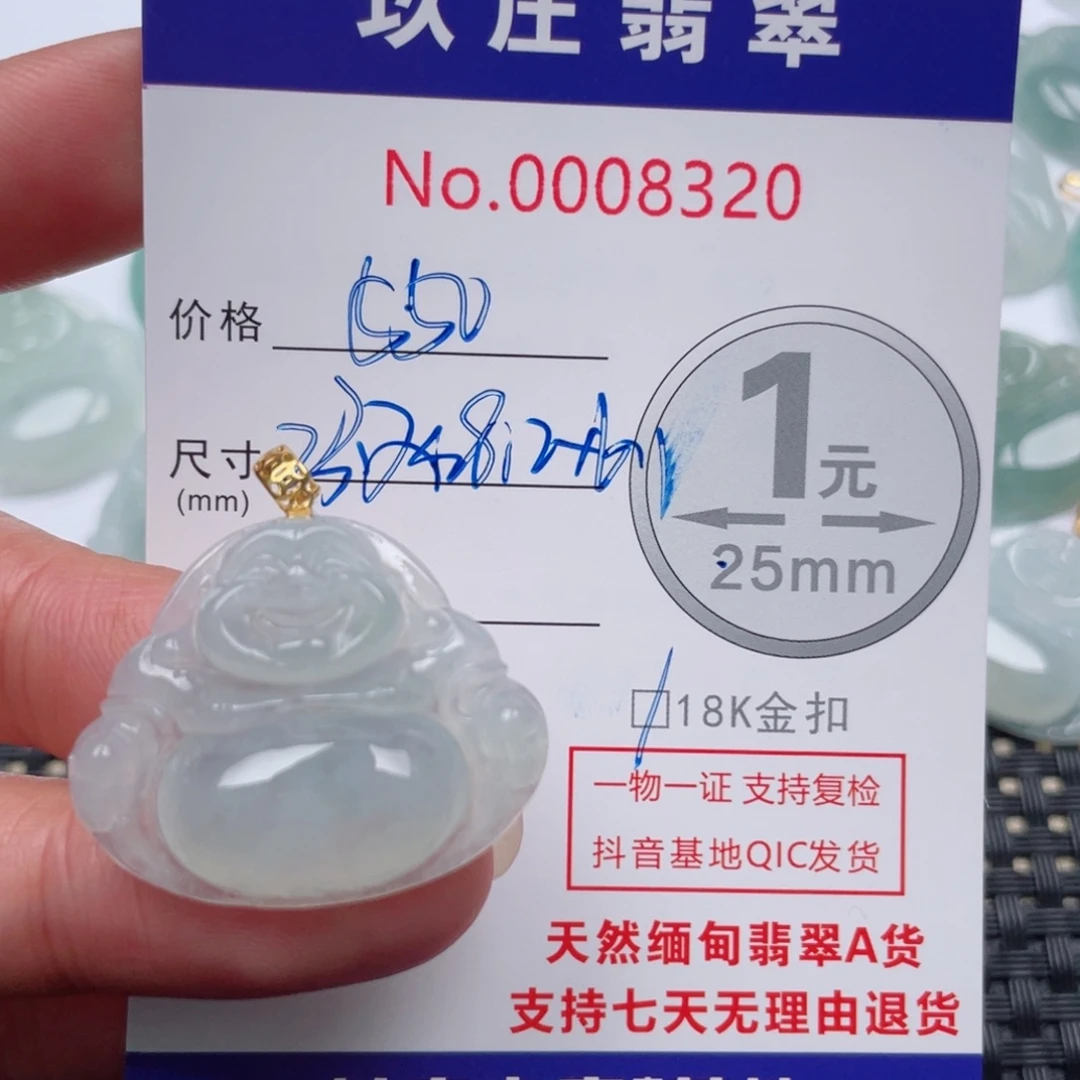 玖庄翡翠
No.0008320
价格 550
尺寸
(mm)
1元
25mm
18K金扣
一物一证 支持复检
抖音基地QIC发货
天然缅甸翡翠A货
支持七天无理由退货